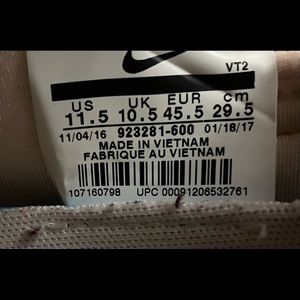 VT2
US UK EUR cm
11.5 10.5 45.5 29.5
11/04/16 923281-600 01/18/17
MADE IN VIETNAM
FABRIQUE AU VIETNAM
107160798 UPC 00091206532761